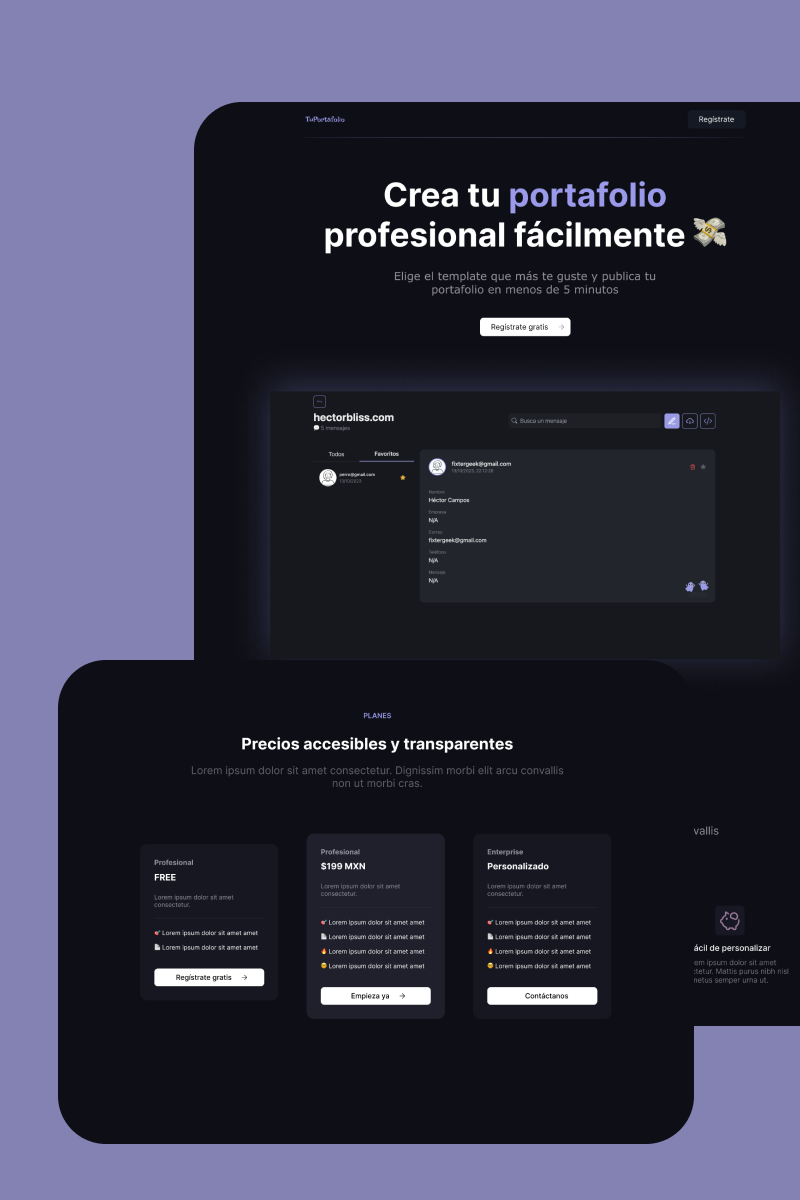 TuPortafolio
Regístrate
Crea tu portafolio
profesional fácilmente
Elige el template que más te guste y publica tu
portafolio en menos de 5 minutos
Regístrate gratis
hectorbliss.com
5 mensajes
Busca un mensaje
Todos
Favoritos
13/10/2023
fixtergeek@gmail.com
Nombre
Héctor Campos
Empresa
N/A
Correo
fixtergeek@gmail.com
Teléfono
N/A
Mensaje
N/A
PLANES
Precios accesibles y transparentes
Lorem ipsum dolor sit amet consectetur. Dignissim morbi elit arcu convallis
non ut morbi cras.
Profesional
FREE
Lorem ipsum dolor sit amet
consectetur.
Lorem ipsum dolor sit amet amet
Lorem ipsum dolor sit amet amet
Regístrate gratis
Profesional
$199 MXN
Lorem ipsum dolor sit amet
consectetur.
Lorem ipsum dolor sit amet amet
Lorem ipsum dolor sit amet amet
Lorem ipsum dolor sit amet amet
Lorem ipsum dolor sit amet amet
Empieza ya
Enterprise
Personalizado
Lorem ipsum dolor sit amet
consectetur.
Lorem ipsum dolor sit amet amet
Lorem ipsum dolor sit amet amet
Lorem ipsum dolor sit amet amet
Lorem ipsum dolor sit amet amet
Contáctanos
vallis
ácil de personalizar
em ipsum dolor sit amet
ctetur. Mattis purus nibh nisl
metus semper urna ut.